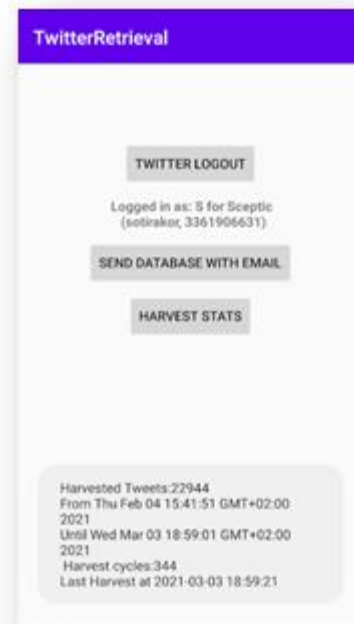 TwitterRetrieval
TWITTER LOGOUT
Logged in as: S for Sceptic
(sotirakor, 3361906631)
SEND DATABASE WITH EMAIL
HARVEST STATS
Harvested Tweets:22944
From Thu Feb 04 15:41:51 GMT+02:00
2021
Until Wed Mar 03 18:59:01 GMT+02:00
2021
Harvest cycles:344
Last Harvest at 2021-03-03 18:59:21